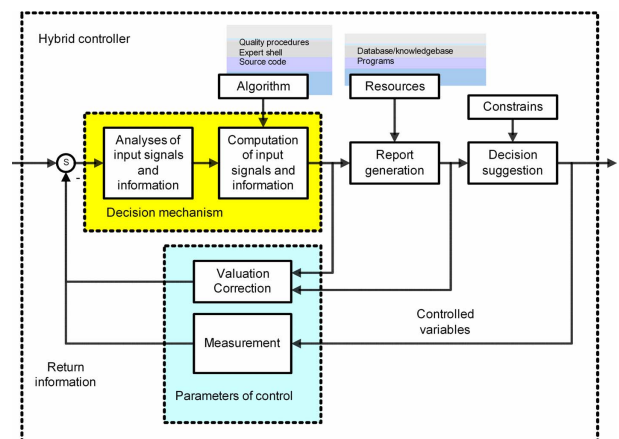 Hybrid controller
Quality procedures
Expert shell
Source code
Database/knowledgebase
Programs
Algorithm
Resources
Constrains
S
-
Analyses of
input signals
and
information
Computation
of input
signals and
information
Report
generation
Decision
suggestion
Decision mechanism
Valuation
Correction
Measurement
Controlled
variables
Return
information
Parameters of control